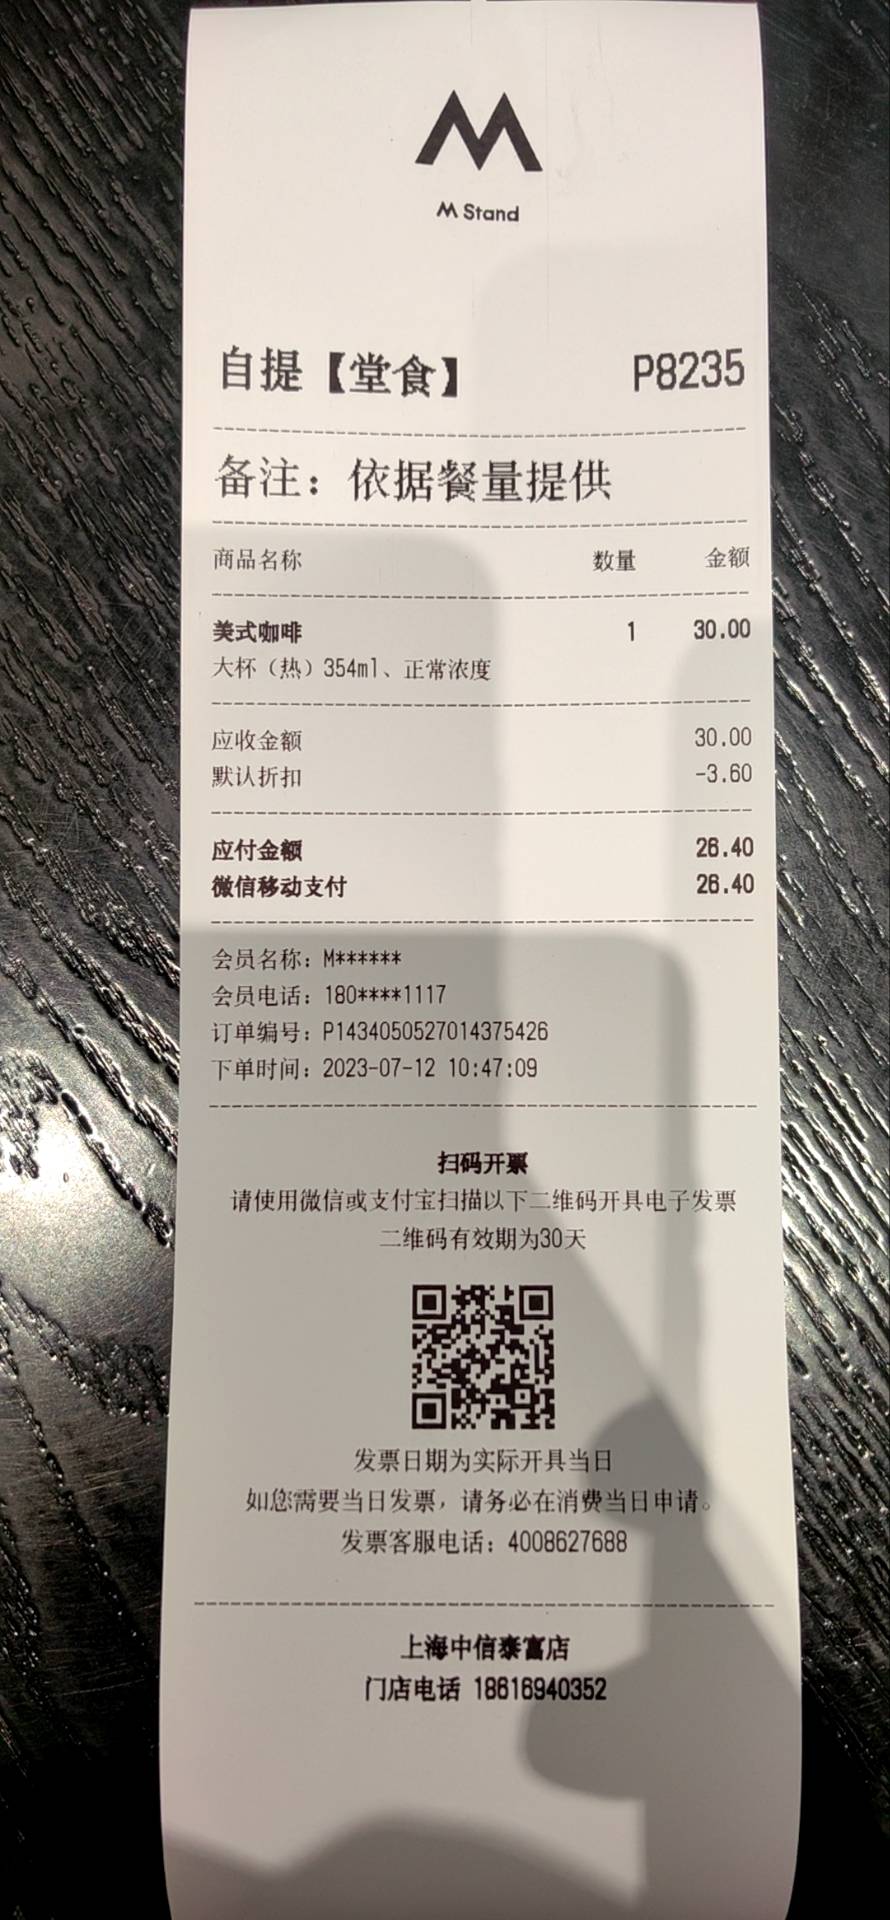 M Stand
自提【堂食】 P8235
备注：依据餐量提供
商品名称 数量 金额
美式咖啡 1 30.00
大杯（热）354ml、正常浓度
应收金额 30.00
默认折扣 -3.60
应付金额 26.40
微信移动支付 26.40
会员名称：M******
会员电话：180****1117
订单编号：P1434050527014375426
下单时间：2023-07-12 10:47:09
扫码开票
请使用微信或支付宝扫描以下二维码开具电子发票
二维码有效期为30天
发票日期为实际开具当日
如您需要当日发票，请务必在消费当日申请。
发票客服电话：4008627688
上海中信泰富店
门店电话 18616940352